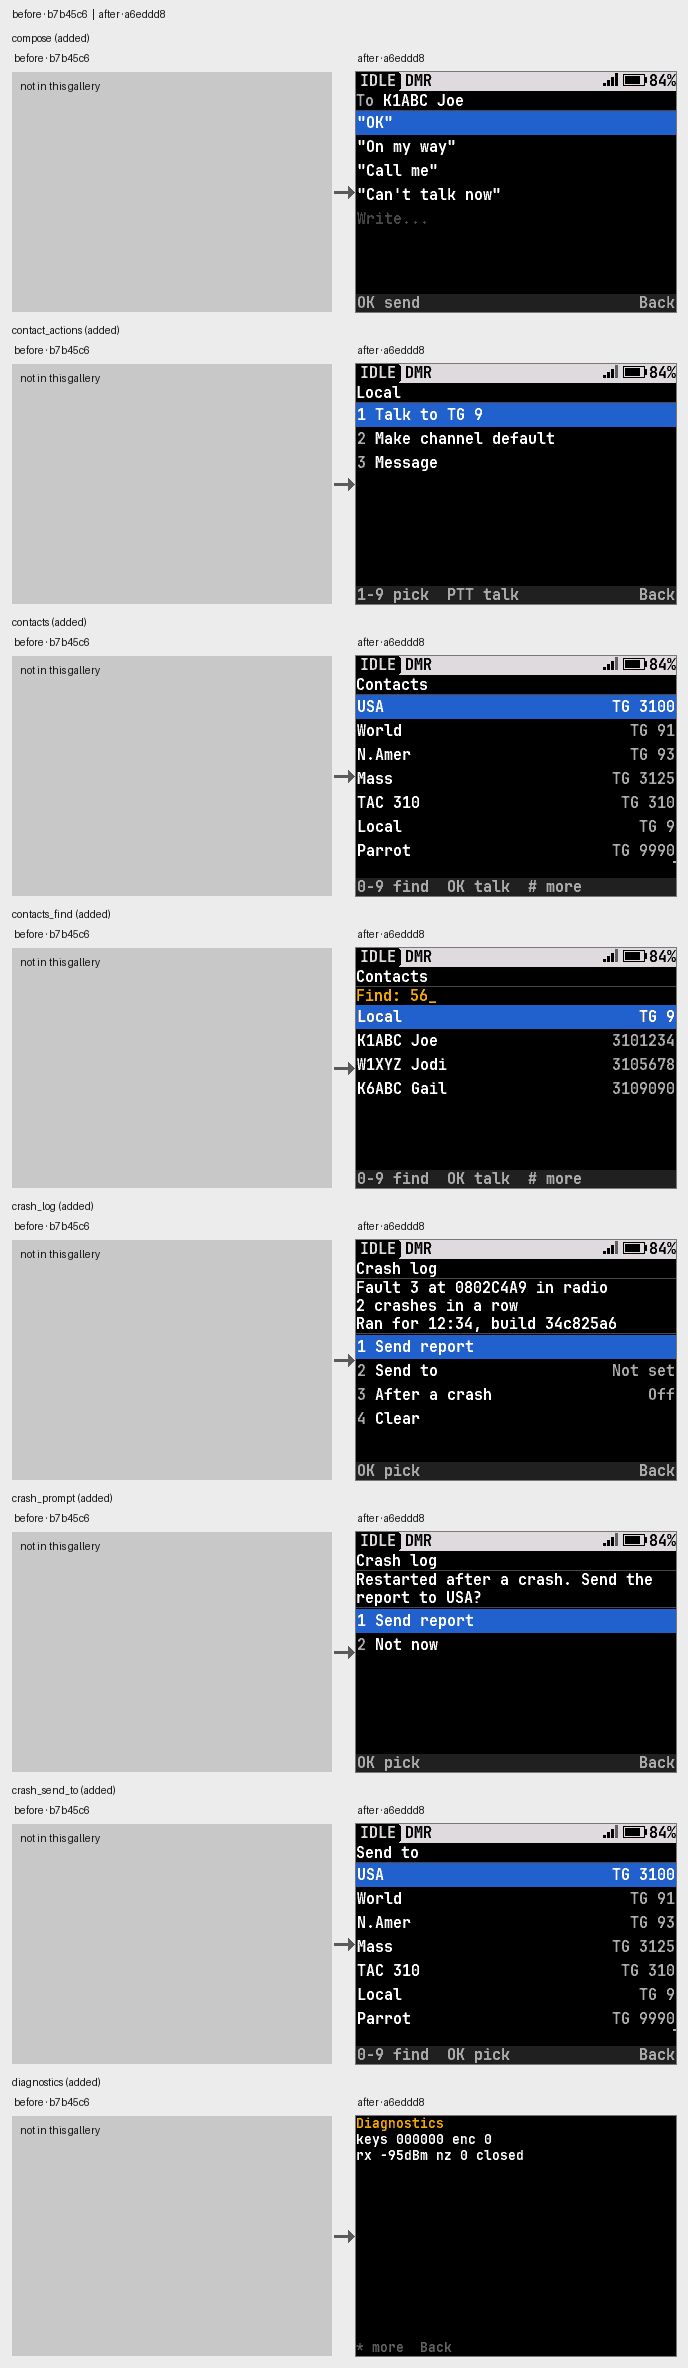 before · b7b45c6 | after · a6eddd8
compose (added)
before · b7b45c6
after · a6eddd8
not in this gallery
IDLE DMR 84%
To K1ABC Joe
"OK"
"On my way"
"Call me"
"Can't talk now"
Write...
OK send Back
contact_actions (added)
before · b7b45c6
after · a6eddd8
not in this gallery
IDLE DMR 84%
Local
1 Talk to TG 9
2 Make channel default
3 Message
1-9 pick PTT talk Back
contacts (added)
before · b7b45c6
after · a6eddd8
not in this gallery
IDLE DMR 84%
Contacts
USA TG 3100
World TG 91
N.Amer TG 93
Mass TG 3125
TAC 310 TG 310
Local TG 9
Parrot TG 9990
0-9 find OK talk # more
contacts_find (added)
before · b7b45c6
after · a6eddd8
not in this gallery
IDLE DMR 84%
Contacts
Find: 56_
Local TG 9
K1ABC Joe 3101234
W1XYZ Jodi 3105678
K6ABC Gail 3109090
0-9 find OK talk # more
crash_log (added)
before · b7b45c6
after · a6eddd8
not in this gallery
IDLE DMR 84%
Crash log
Fault 3 at 0802C4A9 in radio
2 crashes in a row
Ran for 12:34, build 34c825a6
1 Send report
2 Send to Not set
3 After a crash Off
4 Clear
OK pick Back
crash_prompt (added)
before · b7b45c6
after · a6eddd8
not in this gallery
IDLE DMR 84%
Crash log
Restarted after a crash. Send the
report to USA?
1 Send report
2 Not now
OK pick Back
crash_send_to (added)
before · b7b45c6
after · a6eddd8
not in this gallery
IDLE DMR 84%
Send to
USA TG 3100
World TG 91
N.Amer TG 93
Mass TG 3125
TAC 310 TG 310
Local TG 9
Parrot TG 9990
0-9 find OK pick Back
diagnostics (added)
before · b7b45c6
after · a6eddd8
not in this gallery
Diagnostics
keys 000000 enc 0
rx -95dBm nz 0 closed
* more Back